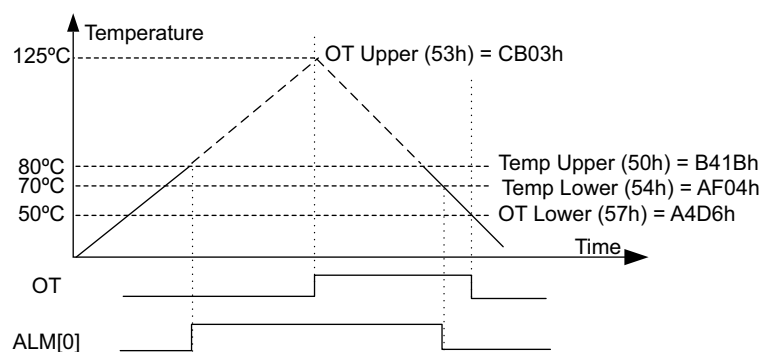 Temperature
125ºC
OT Upper (53h) = CB03h
80ºC
Temp Upper (50h) = B41Bh
70ºC
Temp Lower (54h) = AF04h
50ºC
OT Lower (57h) = A4D6h
Time
OT
ALM[0]